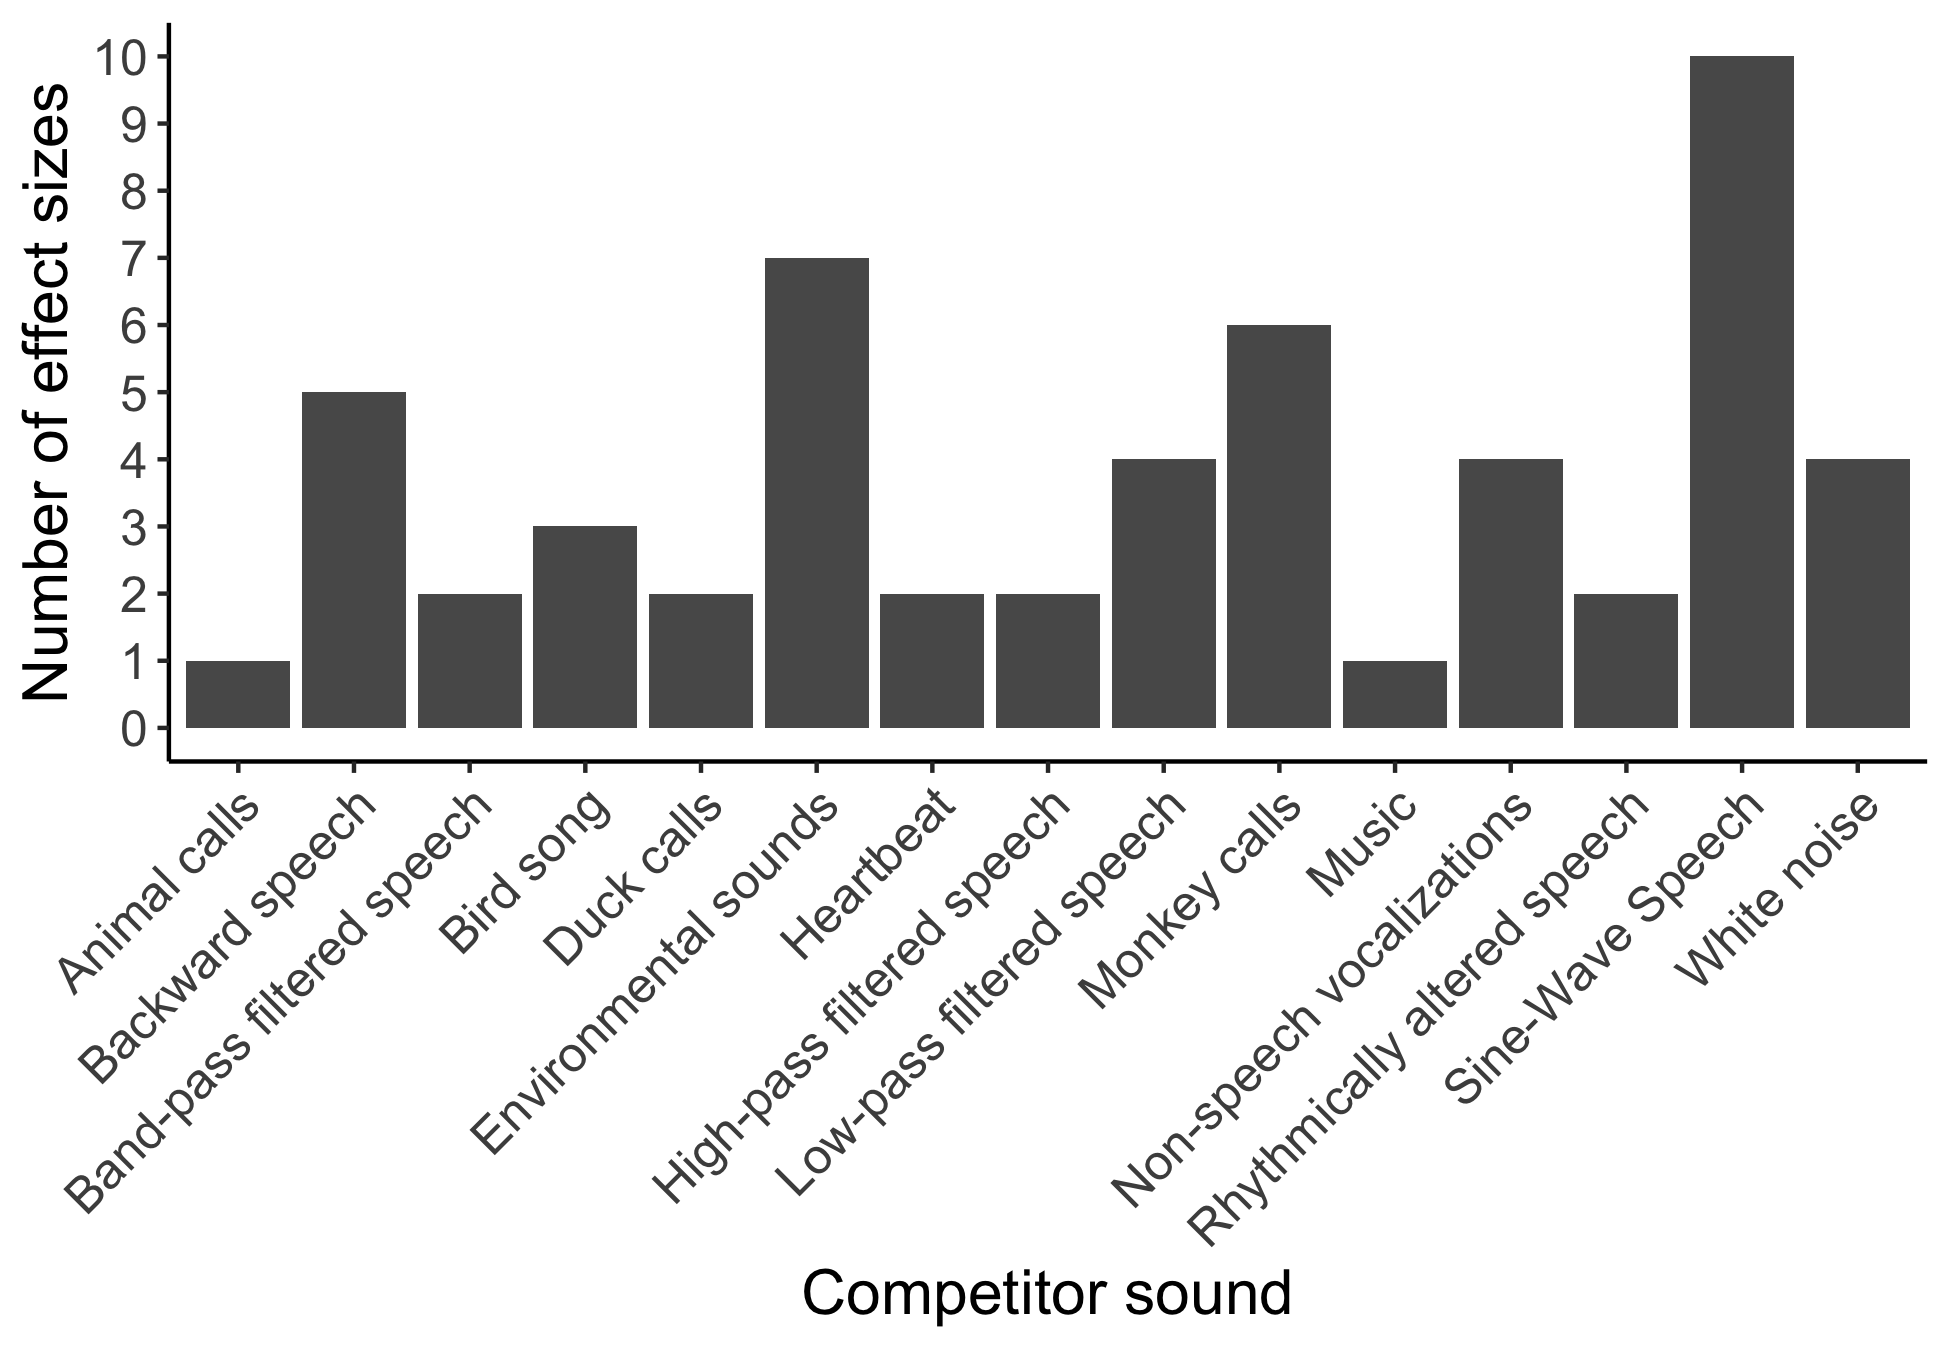 Number of effect sizes
10
9
8
7
6
5
4
3
2
1
0
Animal calls
Backward speech
Band-pass filtered speech
Bird song
Duck calls
Environmental sounds
Heartbeat
High-pass filtered speech
Low-pass filtered speech
Monkey calls
Music
Non-speech vocalizations
Rhythmically altered speech
Sine-Wave Speech
White noise
Competitor sound